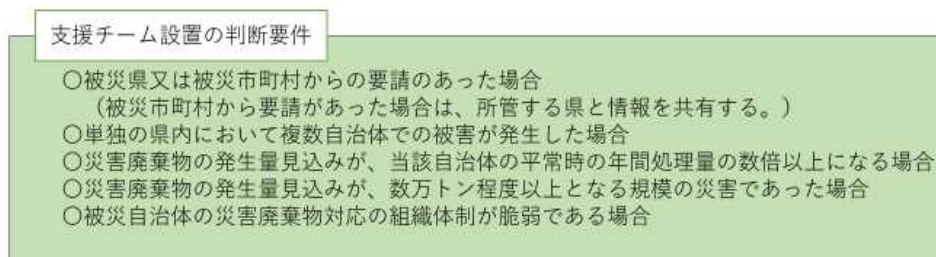 支援チーム設置の判断要件
〇被災県又は被災市町村からの要請のあった場合
（被災市町村から要請があった場合は、所管する県と情報を共有する。）
〇単独の県内において複数自治体での被害が発生した場合
〇災害廃棄物の発生量見込みが、当該自治体の平常時の年間処理量の数倍以上になる場合
〇災害廃棄物の発生量見込みが、数万トン程度以上となる規模の災害であった場合
〇被災自治体の災害廃棄物対応の組織体制が脆弱である場合